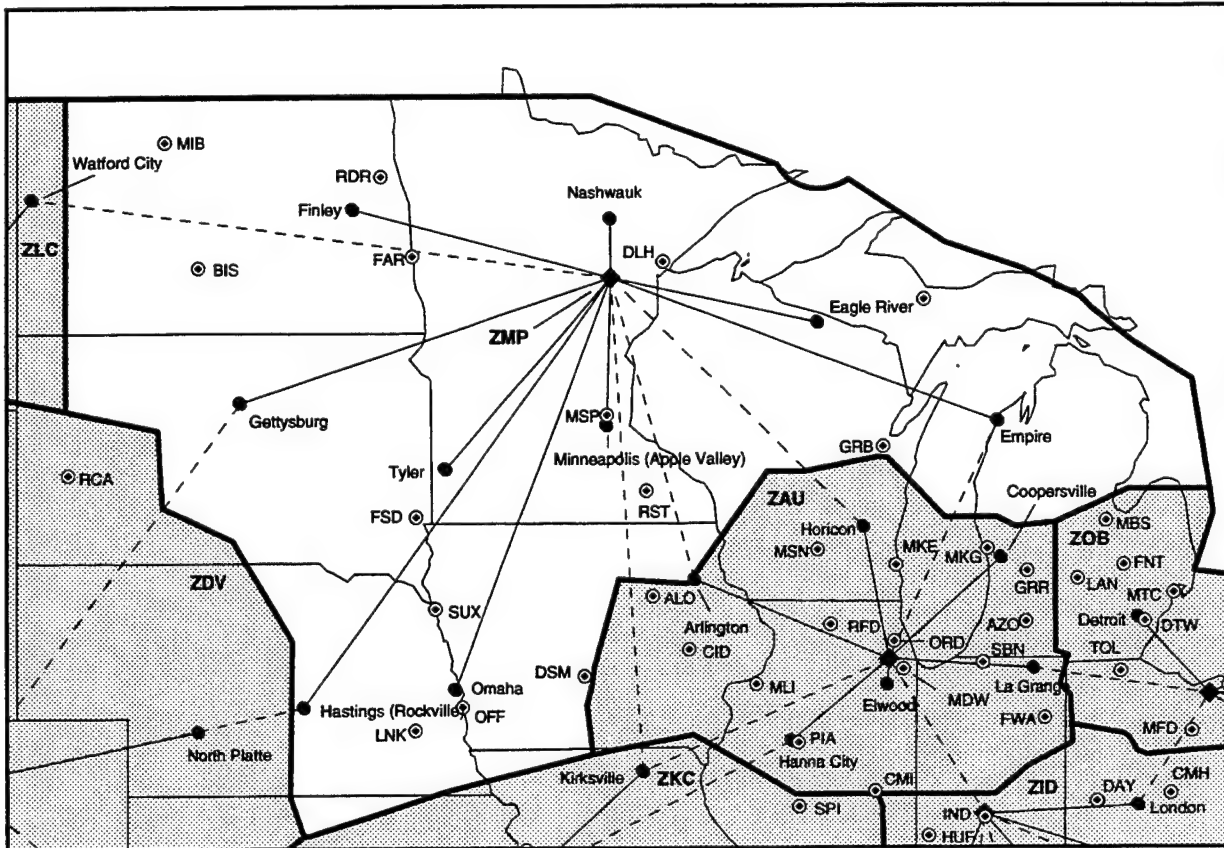 MIB
Watford City
RDR
Finley
Nashwauk
ZLC
BIS
FAR
DLH
Eagle River
ZMP
Gettysburg
MSP
Empire
Minneapolis (Apple Valley)
GRB
Tyler
RCA
RST
ZAU
Coopersville
FSD
Horicon
MSN
MKE
MKG
ZOB
MBS
FNT
LAN
MTC
GRR
ZDV
ALO
SUX
Arlington
RFD
ORD
AZO
Detroit
DTW
CID
SBN
TOL
DSM
MLI
La Grang
Omaha
Elwood
MDW
Hastings (Rockville)
OFF
FWA
LNK
North Platte
PIA
Hanna City
MFD
Kirksville
ZKC
CMI
ZID
DAY
CMH
SPI
IND
London
HUF